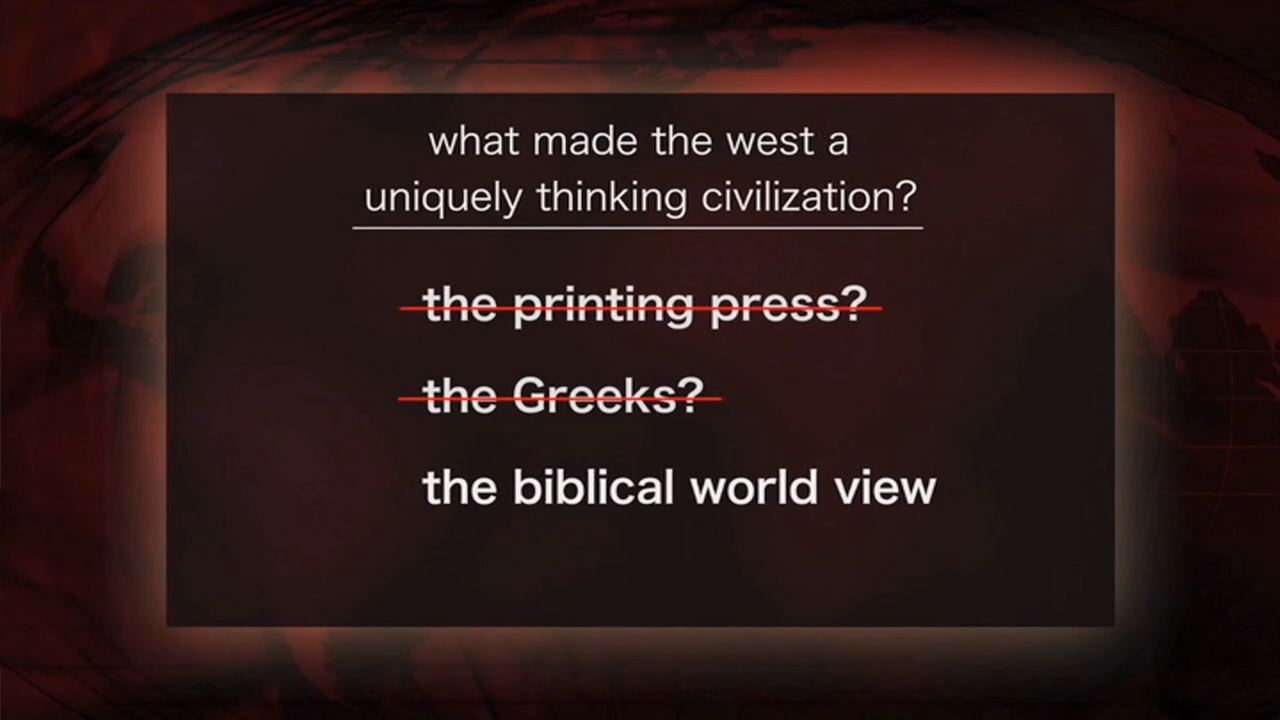 what made the west a
uniquely thinking civilization?
the printing press?
the Greeks?
the biblical world view